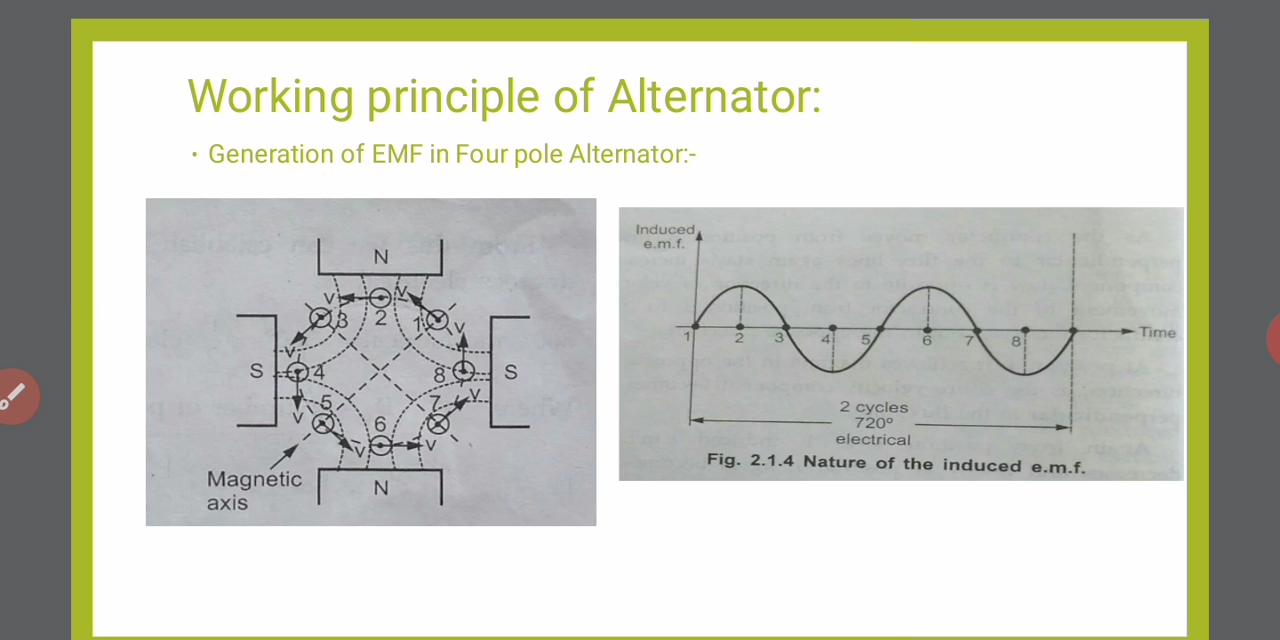 Working principle of Alternator:
• Generation of EMF in Four pole Alternator:-
N
V V
3 2 1
V V
S 4 8 S
V V
5 6 7
V V
Magnetic
axis
N
Induced
e.m.f.
1 2 3 4 5 6 7 8 Time
2 cycles
720º
electrical
Fig. 2.1.4 Nature of the induced e.m.f.